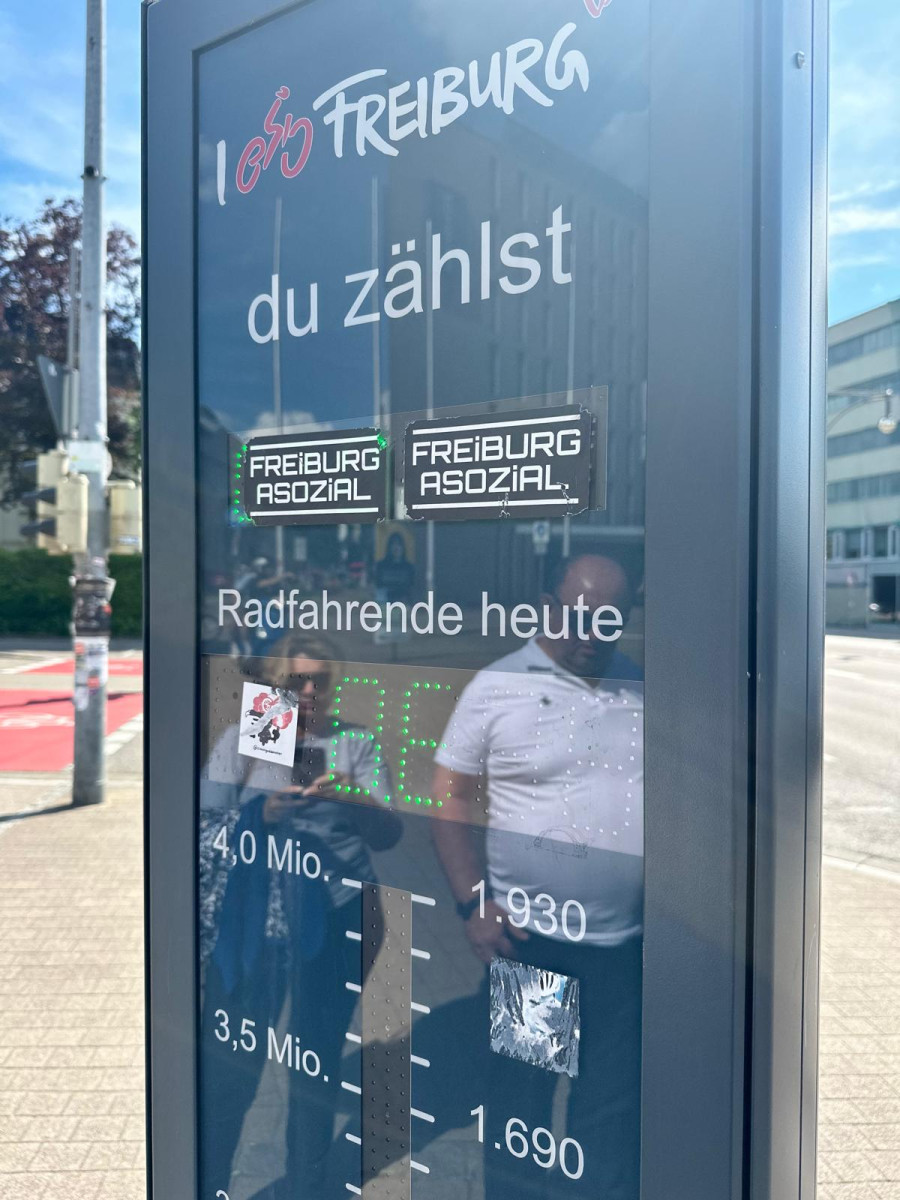 I FREIBURG
du zählst
FREiBURG
ASOZiAL
FREiBURG
ASOZiAL
Radfahrende heute
4,0 Mio.
1.930
3,5 Mio.
1.690